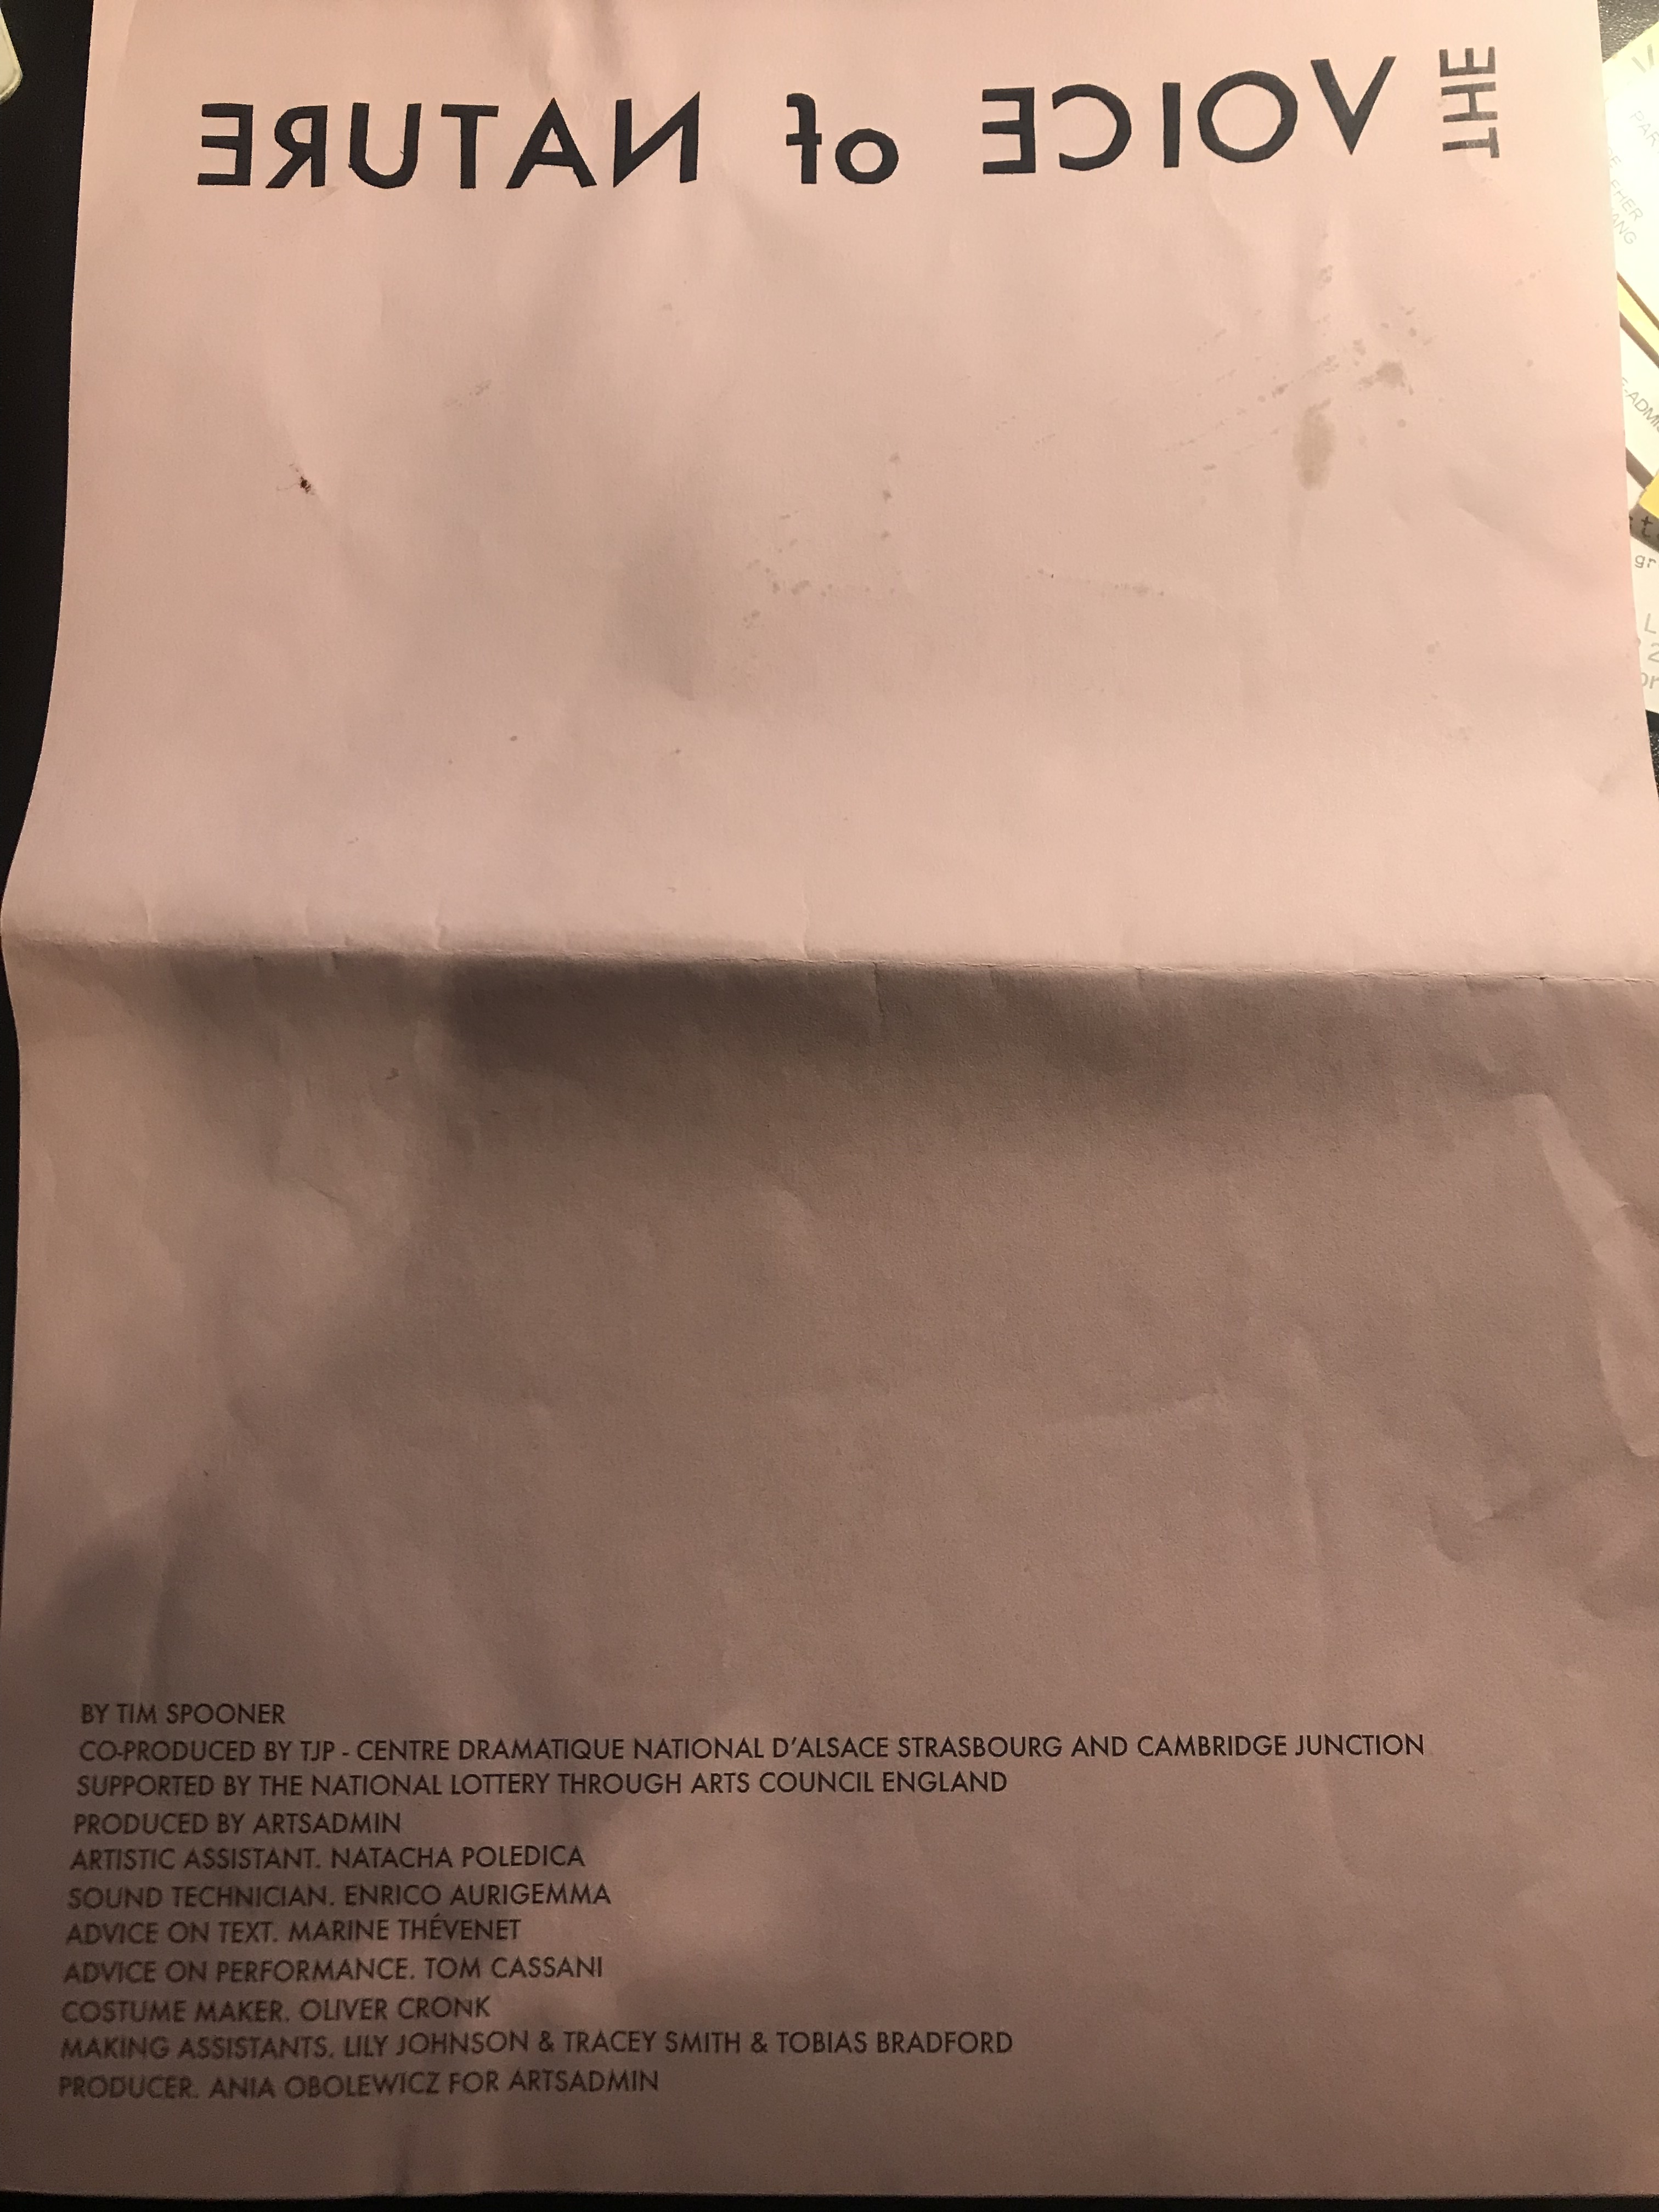 THE VOICE of NATURE
BY TIM SPOONER
CO-PRODUCED BY TJP - CENTRE DRAMATIQUE NATIONAL D'ALSACE STRASBOURG AND CAMBRIDGE JUNCTION
SUPPORTED BY THE NATIONAL LOTTERY THROUGH ARTS COUNCIL ENGLAND
PRODUCED BY ARTSADMIN
ARTISTIC ASSISTANT. NATACHA POLEDICA
SOUND TECHNICIAN. ENRICO AURIGEMMA
ADVICE ON TEXT. MARINE THÉVENET
ADVICE ON PERFORMANCE. TOM CASSANI
COSTUME MAKER. OLIVER CRONK
MAKING ASSISTANTS. LILY JOHNSON & TRACEY SMITH & TOBIAS BRADFORD
PRODUCER. ANIA OBOLEWICZ FOR ARTSADMIN